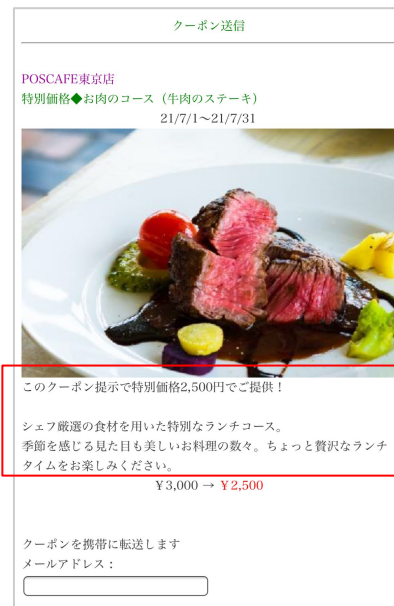 クーポン送信
POSCAFE東京店
特別価格◆お肉のコース（牛肉のステーキ）
21/7/1～21/7/31
このクーポン提示で特別価格2,500円でご提供！
シェフ厳選の食材を用いた特別なランチコース。
季節を感じる見た目も美しいお料理の数々。ちょっと贅沢なランチ
タイムをお楽しみください。
¥3,000 → ¥2,500
クーポンを携帯に転送します
メールアドレス：